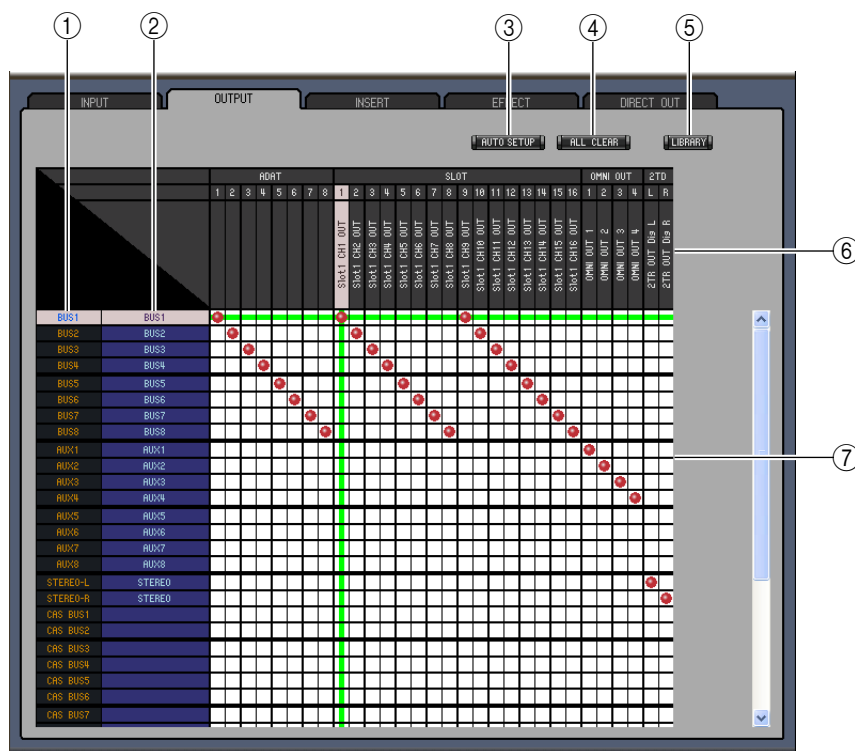 ① ② ③ ④ ⑤
INPUT OUTPUT INSERT EFFECT DIRECT OUT
AUTO SETUP ALL CLEAR LIBRARY
ADAT SLOT OMNI OUT 2TD
1 2 3 4 5 6 7 8 1 2 3 4 5 6 7 8 9 10 11 12 13 14 15 16 1 2 3 4 L R
Slot1 CH1 OUT
Slot1 CH2 OUT
Slot1 CH3 OUT
Slot1 CH4 OUT
Slot1 CH5 OUT
Slot1 CH6 OUT
Slot1 CH7 OUT
Slot1 CH8 OUT
Slot1 CH9 OUT
Slot1 CH10 OUT
Slot1 CH11 OUT
Slot1 CH12 OUT
Slot1 CH13 OUT
Slot1 CH14 OUT
Slot1 CH15 OUT
Slot1 CH16 OUT
OMNI OUT 1
OMNI OUT 2
OMNI OUT 3
OMNI OUT 4
2TR OUT Dig L
2TR OUT Dig R
⑥
BUS1 BUS1
BUS2 BUS2
BUS3 BUS3
BUS4 BUS4
BUS5 BUS5
BUS6 BUS6
BUS7 BUS7
BUS8 BUS8
AUX1 AUX1
AUX2 AUX2
⑦
AUX3 AUX3
AUX4 AUX4
AUX5 AUX5
AUX6 AUX6
AUX7 AUX7
AUX8 AUX8
STEREO-L STEREO
STEREO-R STEREO
CAS BUS1
CAS BUS2
CAS BUS3
CAS BUS4
CAS BUS5
CAS BUS6
CAS BUS7